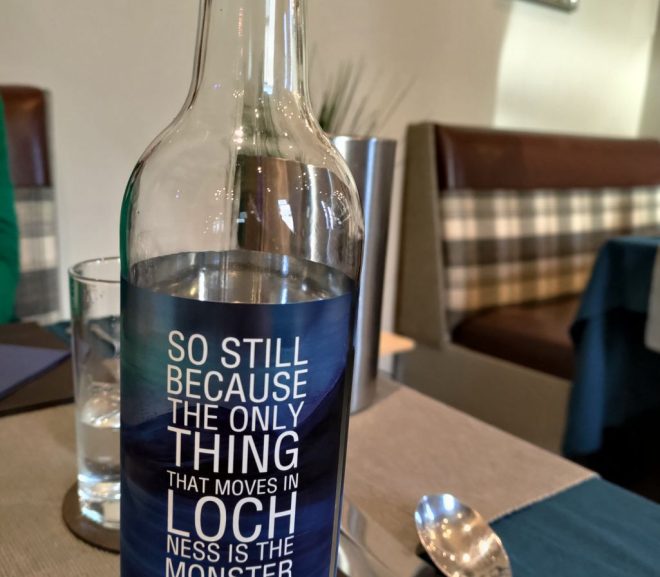 SO STILL
BECAUSE
THE ONLY
THING
THAT MOVES IN
LOCH
NESS IS THE
MONSTER